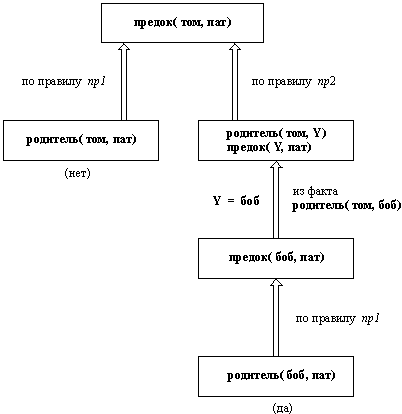 предок( том, пат)
по правилу пр1
по правилу пр2
родитель( том, пат)
(нет)
родитель( том, Y)
предок( Y, пат)
Y = боб
из факта
родитель( том, боб)
предок( боб, пат)
по правилу пр1
родитель( боб, пат)
(да)